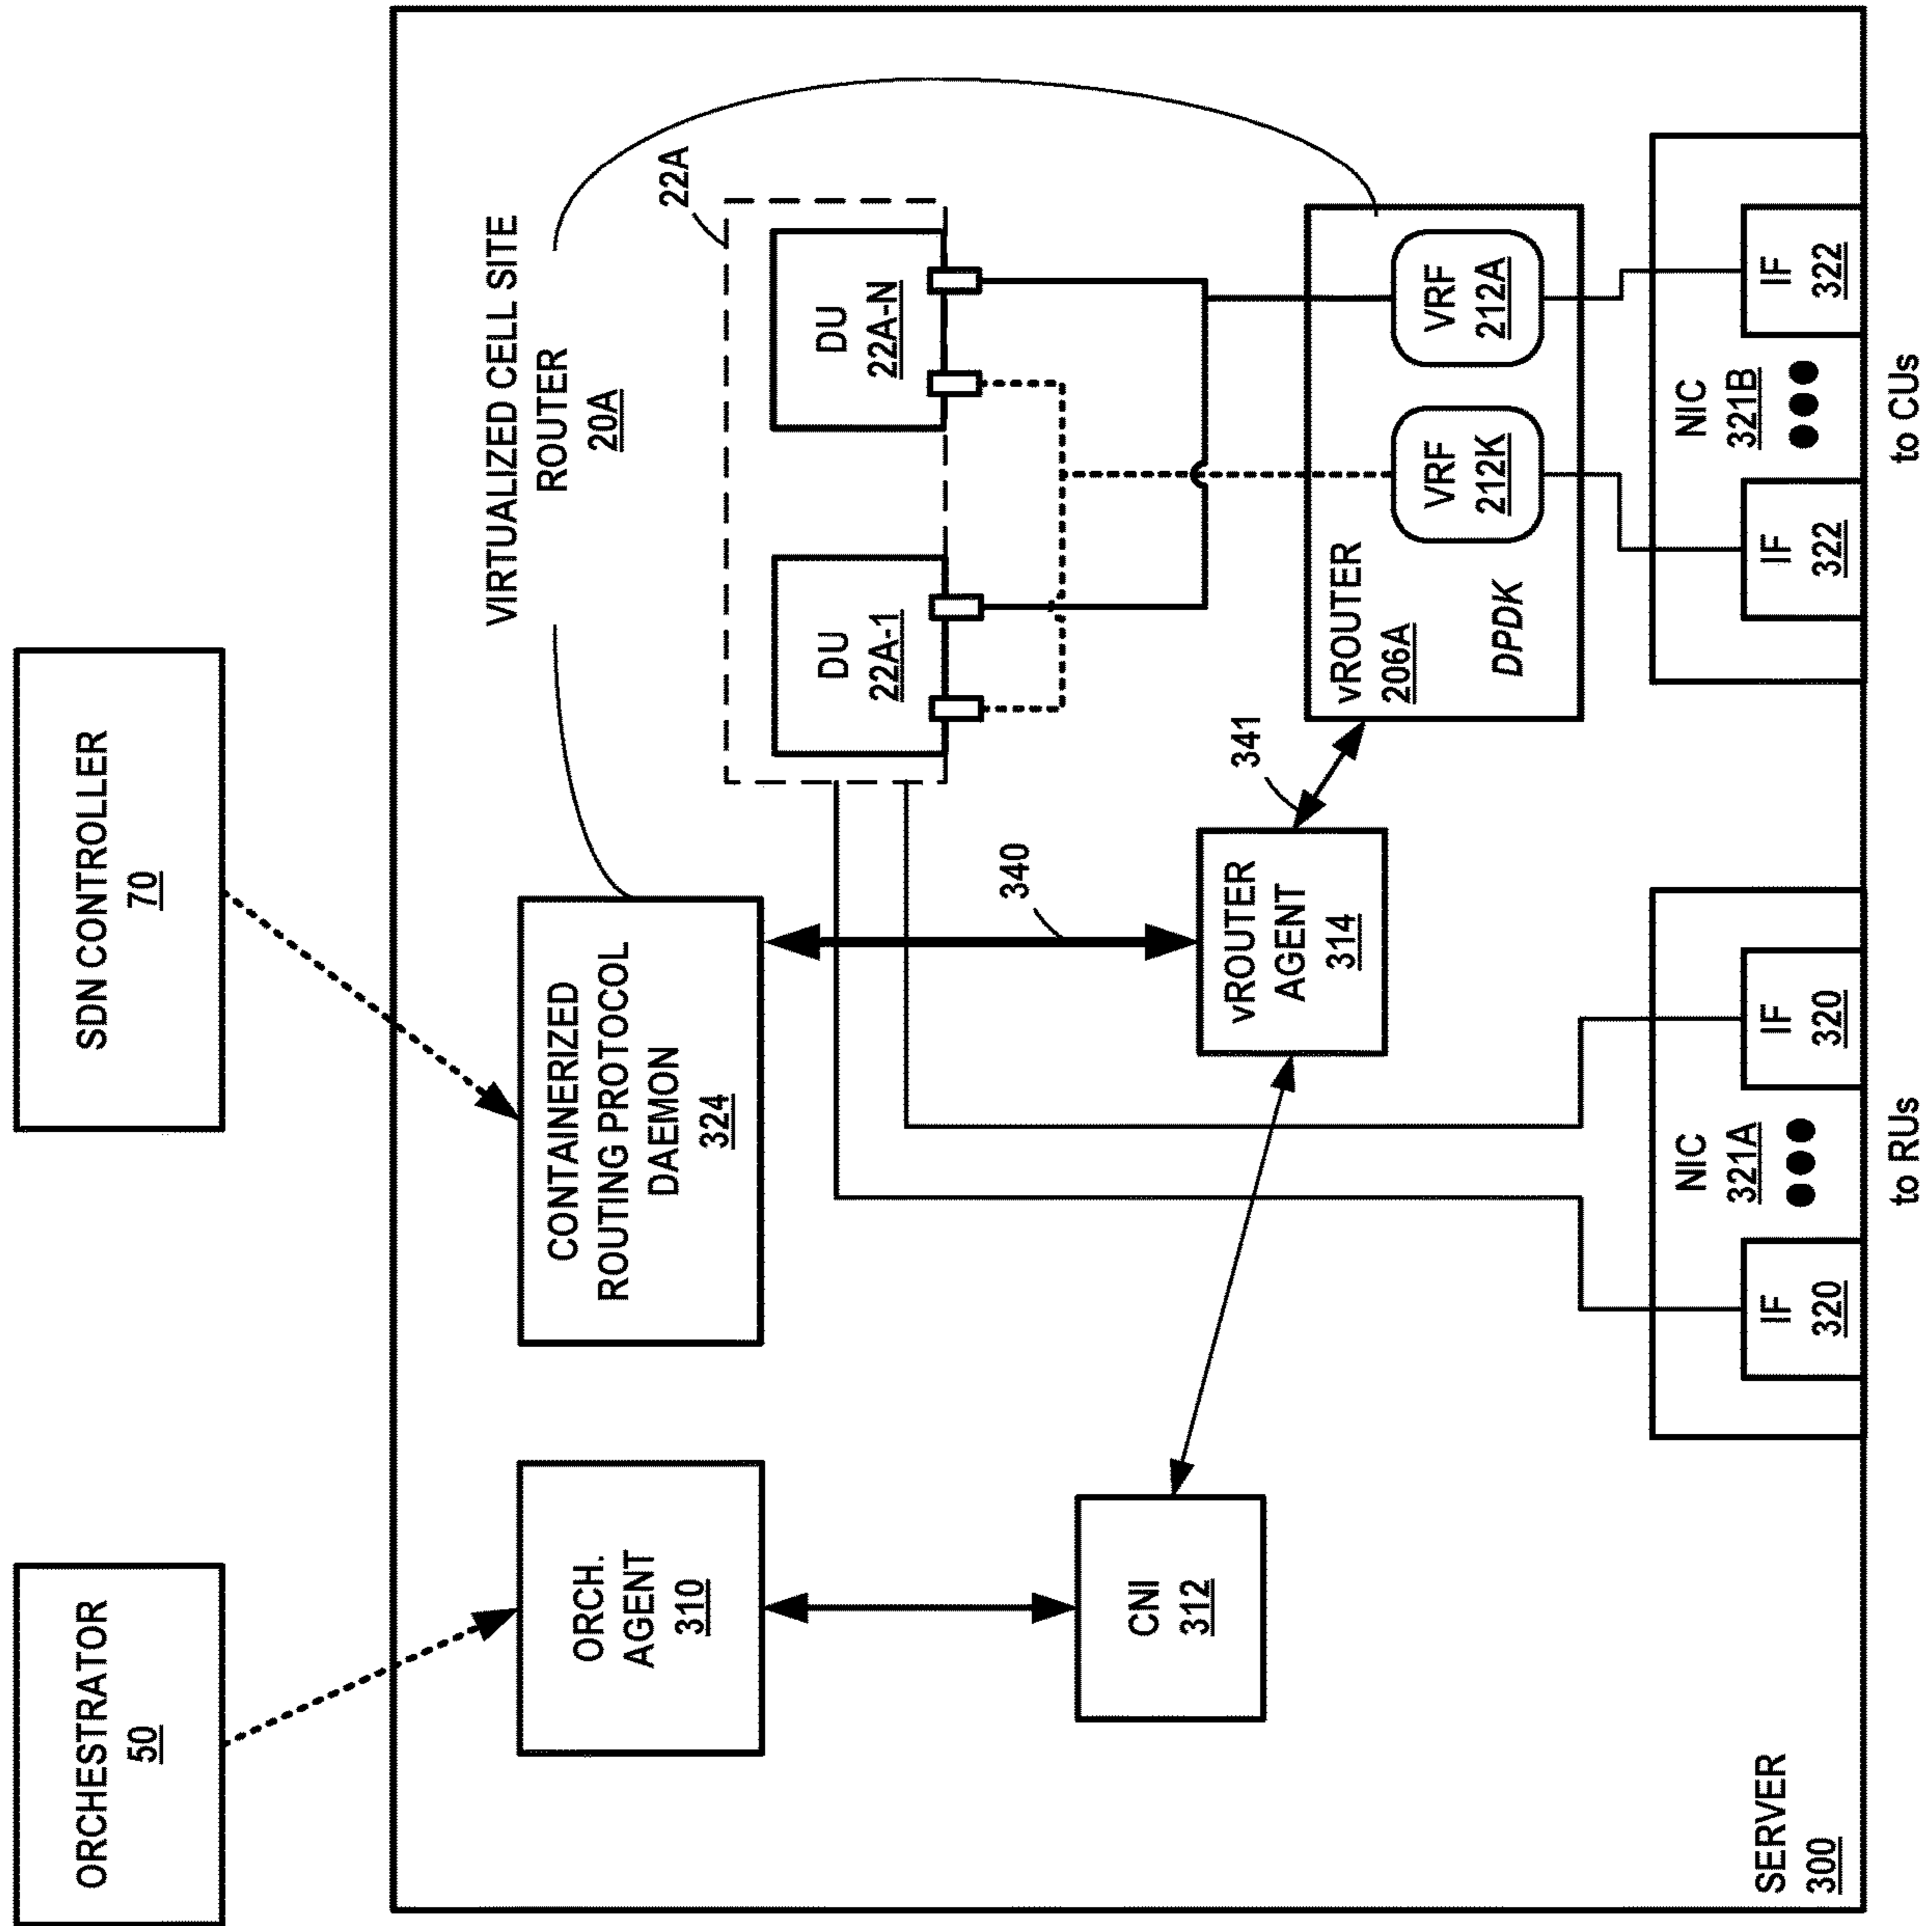 ORCHESTRATOR
50
SDN CONTROLLER
70
VIRTUALIZED CELL SITE
ROUTER
20A
ORCH.
AGENT
310
CONTAINERIZED
ROUTING PROTOCOL
DAEMON
324
22A
DU
22A-1
DU
22A-N
340
341
CNI
312
vROUTER
AGENT
314
vROUTER
206A
DPDK
VRF
212K
VRF
212A
NIC
321A
IF
320
IF
320
NIC
321B
IF
322
IF
322
SERVER
300
to RUs
to CUs